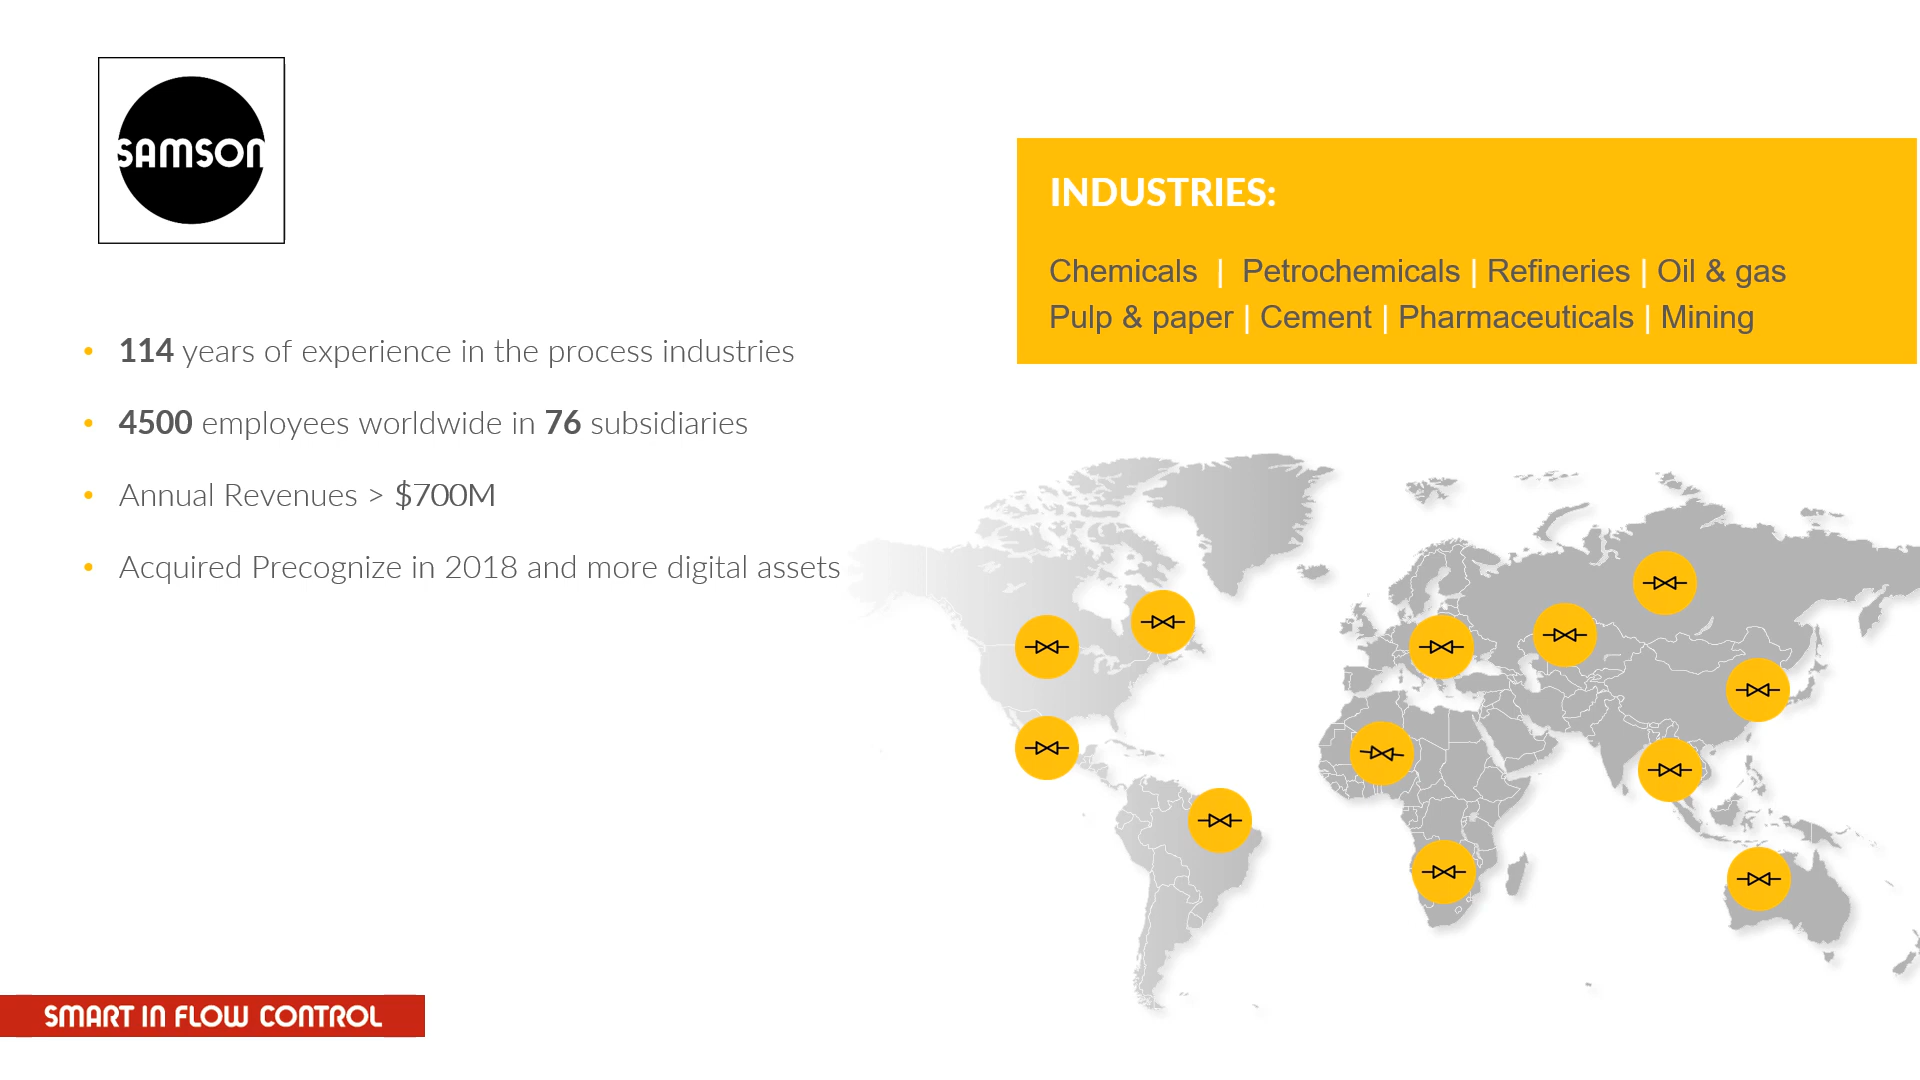 SAMSON
INDUSTRIES:
Chemicals | Petrochemicals | Refineries | Oil & gas
Pulp & paper | Cement | Pharmaceuticals | Mining
• 114 years of experience in the process industries
• 4500 employees worldwide in 76 subsidiaries
• Annual Revenues > $700M
• Acquired Precognize in 2018 and more digital assets
SMART IN FLOW CONTROL